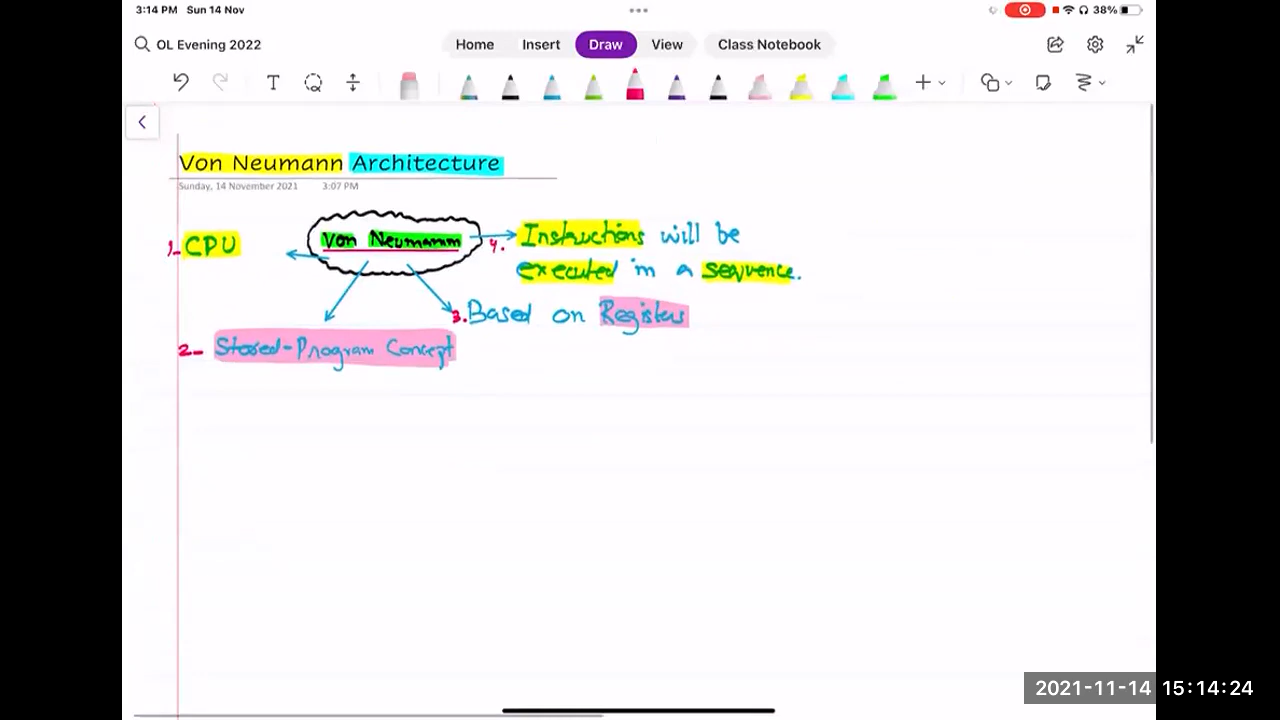 3:14 PM Sun 14 Nov
38%
OL Evening 2022
Home Insert Draw View Class Notebook
Von Neumann Architecture
Sunday, 14 November 2021 3:07 PM
1- CPU
Von Neumann
4. Instructions will be
executed in a sequence.
3. Based on Registers
2- Stored-Program Concept
2021-11-14 15:14:24